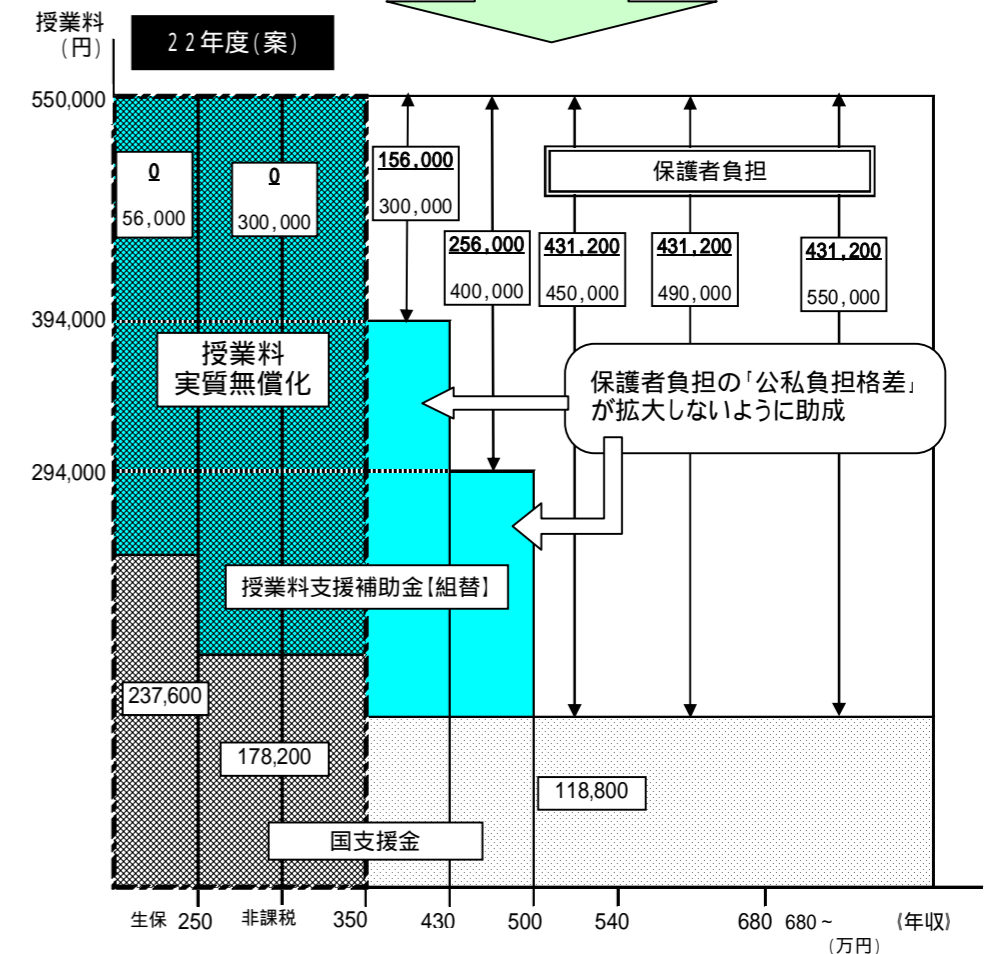 授業料
(円)
22年度(案)
550,000
0
56,000
0
300,000
156,000
300,000
保護者負担
256,000
400,000
431,200
450,000
431,200
490,000
431,200
550,000
394,000
授業料
実質無償化
保護者負担の「公私負担格差」
が拡大しないように助成
294,000
授業料支援補助金【組替】
237,600
178,200
118,800
国支援金
生保 250 非課税 350 430 500 540 680 680~ (年収)
(万円)